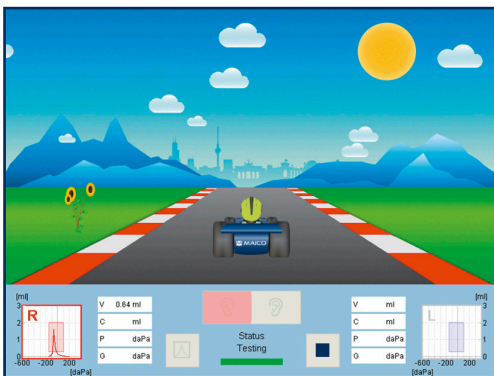 MAICO
[ml]
3
2
1
0
R
-600 -200 200
[daPa]
V 0.64 ml
C ml
P daPa
G daPa
Status
Testing
V ml
C ml
P daPa
G daPa
[ml]
3
2
1
0
L
-600 -200 200
[daPa]